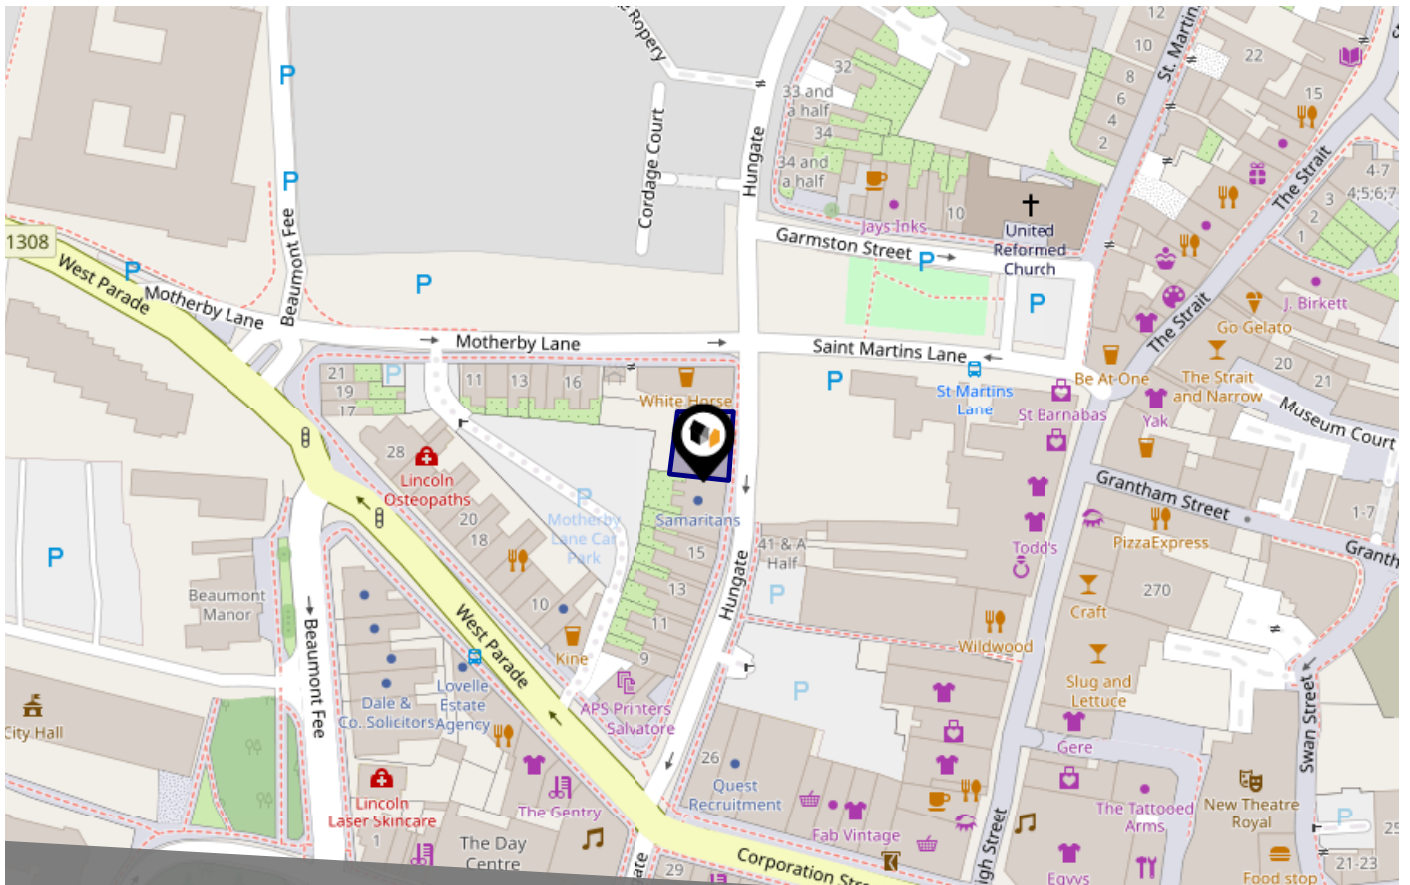 Ropery
12
10
22
St. Martin
32
8
15
33 and
a half
6
4
34
2
34 and
a half
Hungate
Cordage Court
The Strait
4-7
4;5;6;7
3
2
1
10
Jays Inks
United
Reformed
Church
Garmston Street
1308
West Parade
Beaumont Fee
Motherby Lane
J. Birkett
Go Gelato
The Strait
Motherby Lane
Saint Martins Lane
Be At-One
The Strait
and Narrow
20
21
21
19
17
11
13
16
White Horse
St Martins
Lane
St Barnabas
Yak
Museum Court
28
Lincoln
Osteopaths
20
18
Motherby
Lane Car
Park
Samaritans
15
13
11
9
Grantham Street
PizzaExpress
1-7
Granth
Todd's
41 & A
Half
Hungate
Craft
270
Beaumont
Manor
10
Kine
West Parade
Wildwood
Slug and
Lettuce
Beaumont Fee
Dale &
Co. Solicitors
Lovelle
Estate
Agency
APS Printers
Salvatore
City Hall
Gere
Swan Street
26
Quest
Recruitment
Lincoln
Laser Skincare
The Gentry
Fab Vintage
The Tattooed
Arms
New Theatre
Royal
1
The Day
Centre
Corporation Stre
29
igh Street
ate
Egvvs
Food stop
21-23
25